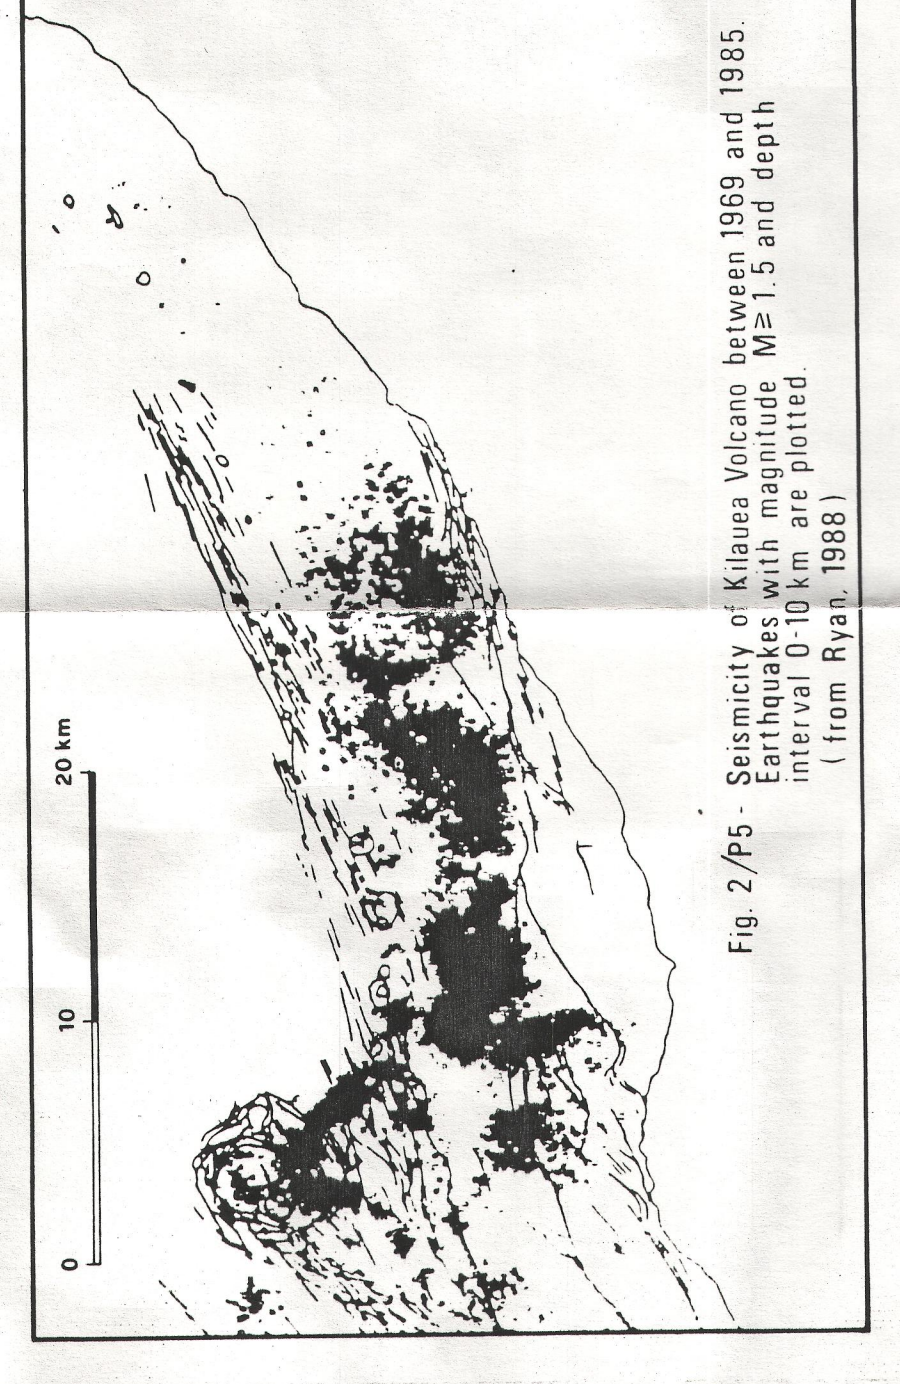 0 10 20 km
Fig. 2/P5 - Seismicity of Kilauea Volcano between 1969 and 1985.
Earthquakes with magnitude M≥1.5 and depth
interval 0-10 km are plotted.
(from Ryan, 1988)